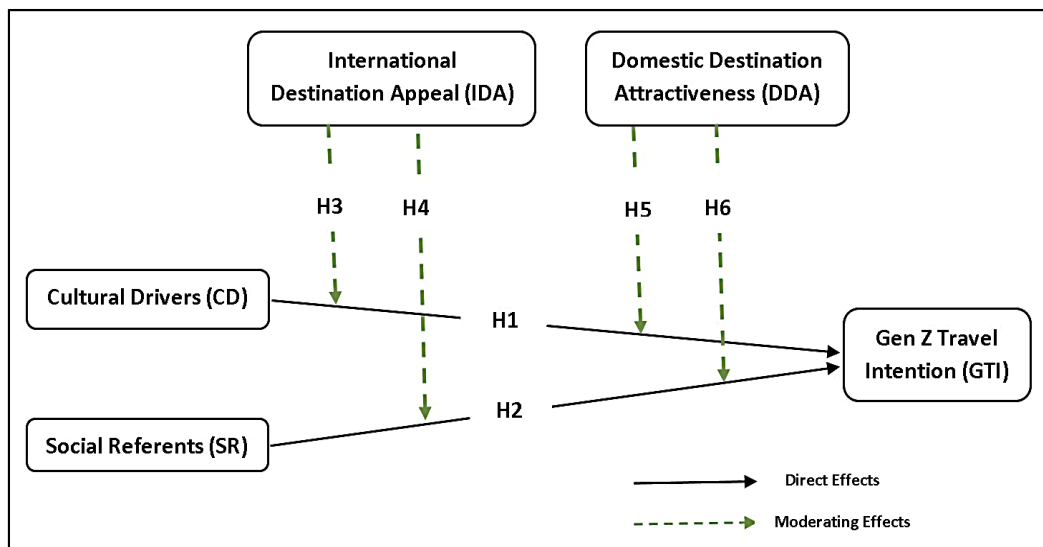 International
Destination Appeal (IDA)
Domestic Destination
Attractiveness (DDA)
H3
H4
H5
H6
Cultural Drivers (CD)
H1
Gen Z Travel
Intention (GTI)
H2
Social Referents (SR)
Direct Effects
Moderating Effects